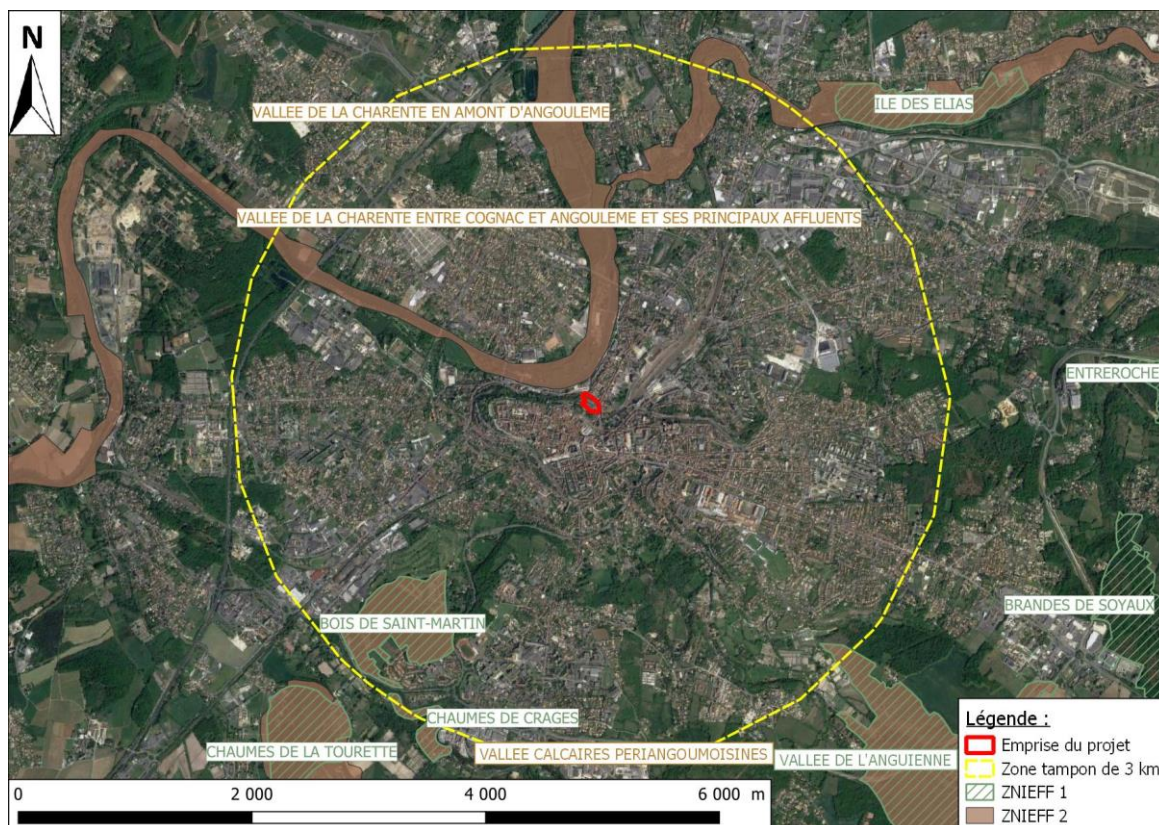 N
VALLEE DE LA CHARENTE EN AMONT D'ANGOULEME
ILE DES ELIAS
VALLEE DE LA CHARENTE ENTRE COGNAC ET ANGOULEME ET SES PRINCIPAUX AFFLUENTS
ENTREROCHE
BRANDES DE SOYAUX
BOIS DE SAINT-MARTIN
CHAUMES DE CRAGES
CHAUMES DE LA TOURETTE
VALLEE CALCAIRES PERIANGOUMOISINES
VALLEE DE L'ANGUIENNE
Légende :
Emprise du projet
Zone tampon de 3 km
ZNIEFF 1
ZNIEFF 2
0 2 000 4 000 6 000 m